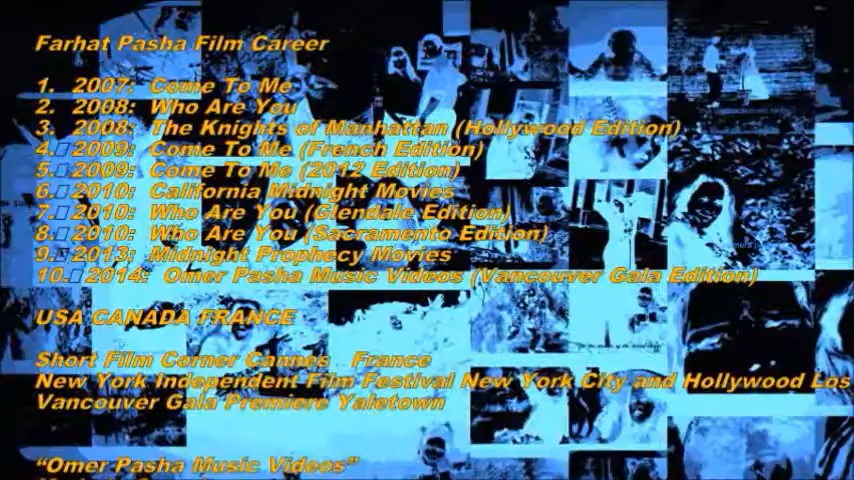 Farhat Pasha Film Career
1. 2007: Come To Me
2. 2008: Who Are You
3. 2008: The Knights of Manhattan (Hollywood Edition)
4. 2009: Come To Me (French Edition)
5. 2009: Come To Me (2012 Edition)
6. 2010: California Midnight Movies
7. 2010: Who Are You (Glendale Edition)
8. 2010: Who Are You (Sacramento Edition)
9. 2013: Midnight Prophecy Movies
10. 2014: Omer Pasha Music Videos (Vancouver Gala Edition)
USA CANADA FRANCE
Short Film Corner Cannes France
New York Independent Film Festival New York City and Hollywood Los
Vancouver Gala Premiere Yaletown
“Omer Pasha Music Videos”